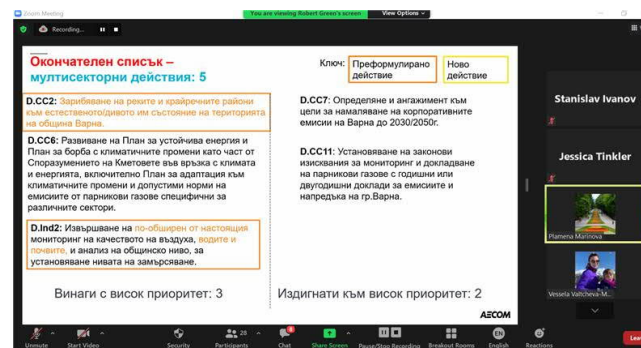 Zoom Meeting
You are viewing Robert Green's screen
View Options
Recording...
Окончателен списък –
мултисекторни действия: 5
Ключ:
Преформулирано
действие
Ново
действие
D.CC2: Зарибяване на реките и крайречните райони
към естественото/дивото им състояние на територията
на община Варна.
D.CC6: Развиване на План за устойчива енергия и
План за борба с климатичните промени като част от
Споразумението на Кметовете във връзка с климата
и енергията, включително План за адаптация към
климатичните промени и допустими норми на
емисиите от парникови газове специфични за
различните сектори.
D.Ind2: Извършване на по-обширен от настоящия
мониторинг на качеството на въздуха, водите и
почвите, и анализ на общинско ниво, за
установяване нивата на замърсяване.
Винаги с висок приоритет: 3
D.CC7: Определяне и ангажимент към
цели за намаляване на корпоративните
емисии на Варна до 2030/2050г.
D.CC11: Установяване на законови
изисквания за мониторинг и докладване
на парникови газове с годишни или
двугодишни доклади за емисиите и
напредъка на гр.Варна.
Издигнати към висок приоритет: 2
AECOM
Stanislav Ivanov
Jessica Tinkler
Plamena Marinova
Vessela Valtcheva-M...
Unmute
Start Video
Security
28
Participants
Chat
Share Screen
Pause/Stop Recording
Breakout Rooms
EN
English
Reactions